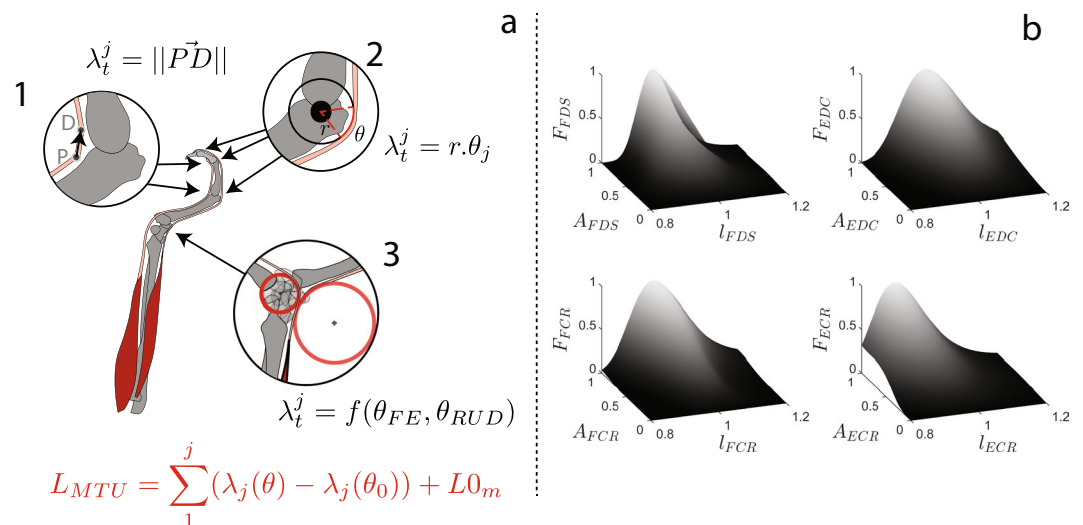 a
1
λ_t^j = ||PD⃗||
2
D
P
r
θ
λ_t^j = r.θ_j
3
λ_t^j = f(θ_FE, θ_RUD)
L_MTU = ∑_1^j (λ_j(θ) − λ_j(θ_0)) + L0_m
b
F_FDS
1
0.5
0
1
0.5
0
A_FDS
0.8
1
1.2
l_FDS
F_EDC
1
0.5
0
1
0.5
0
A_EDC
0.8
1
1.2
l_EDC
F_FCR
1
0.5
0
1
0.5
0
A_FCR
0.8
1
1.2
l_FCR
F_ECR
1
0.5
0
1
0.5
0
A_ECR
0.8
1
1.2
l_ECR